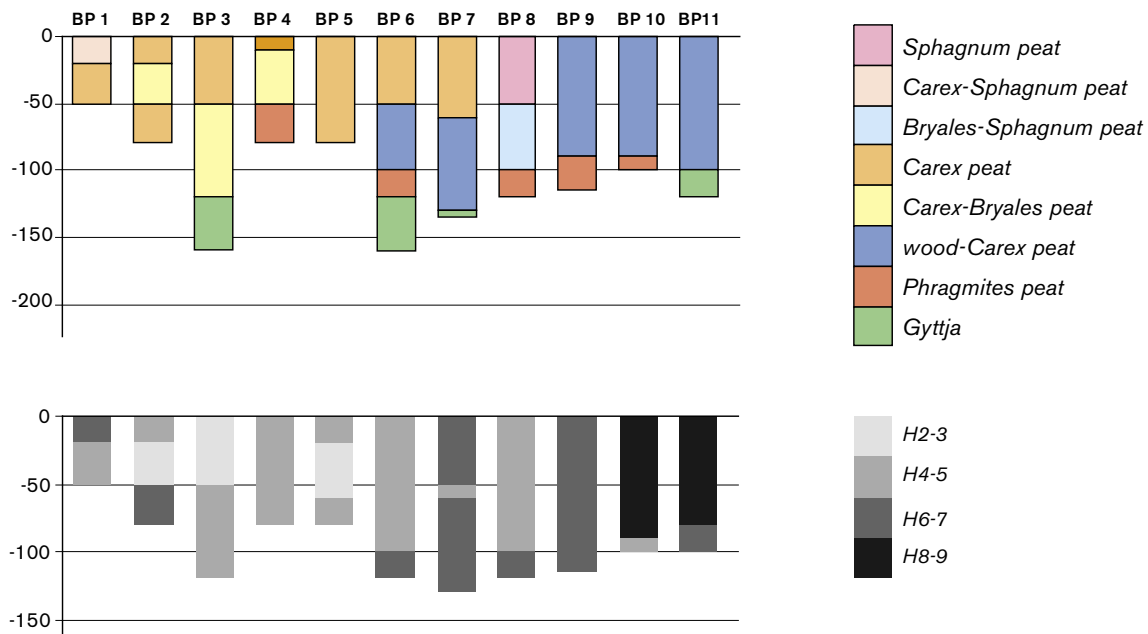 BP 1 BP 2 BP 3 BP 4 BP 5 BP 6 BP 7 BP 8 BP 9 BP 10 BP11
0
-50
-100
-150
-200
Sphagnum peat
Carex-Sphagnum peat
Bryales-Sphagnum peat
Carex peat
Carex-Bryales peat
wood-Carex peat
Phragmites peat
Gyttja
0
-50
-100
-150
H2-3
H4-5
H6-7
H8-9